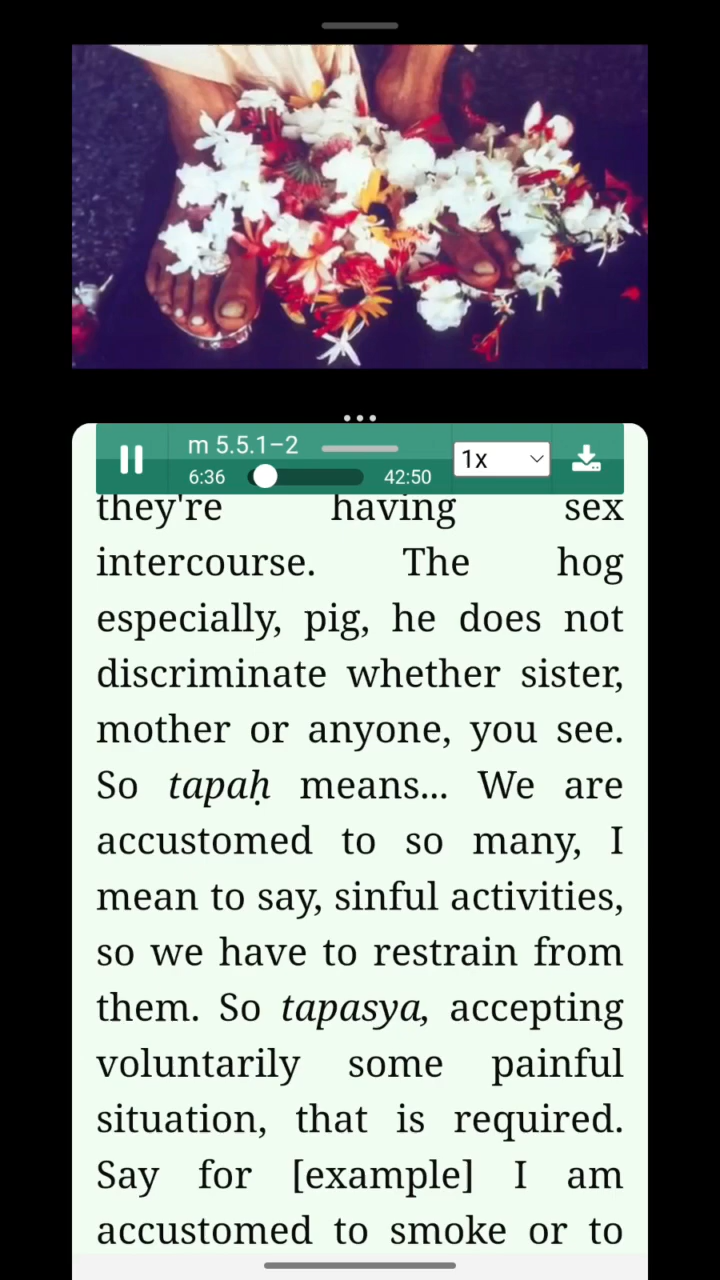 m 5.5.1–2
6:36
42:50
1x
they're having sex
intercourse. The hog
especially, pig, he does not
discriminate whether sister,
mother or anyone, you see.
So tapaḥ means... We are
accustomed to so many, I
mean to say, sinful activities,
so we have to restrain from
them. So tapasya, accepting
voluntarily some painful
situation, that is required.
Say for [example] I am
accustomed to smoke or to